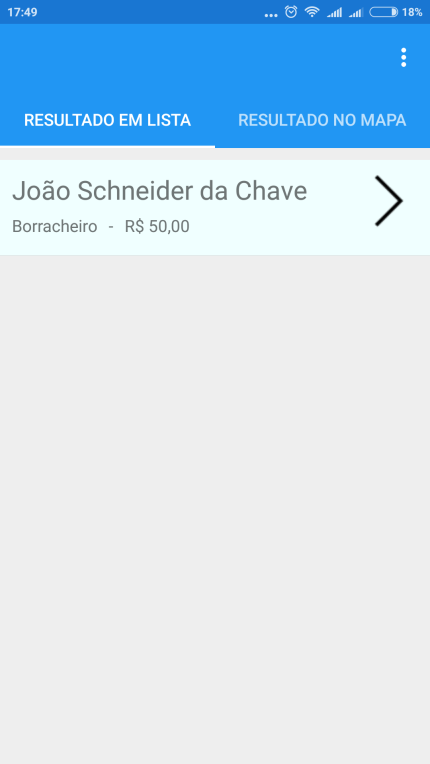 17:49
18%
RESULTADO EM LISTA
RESULTADO NO MAPA
João Schneider da Chave
Borracheiro - R$ 50,00